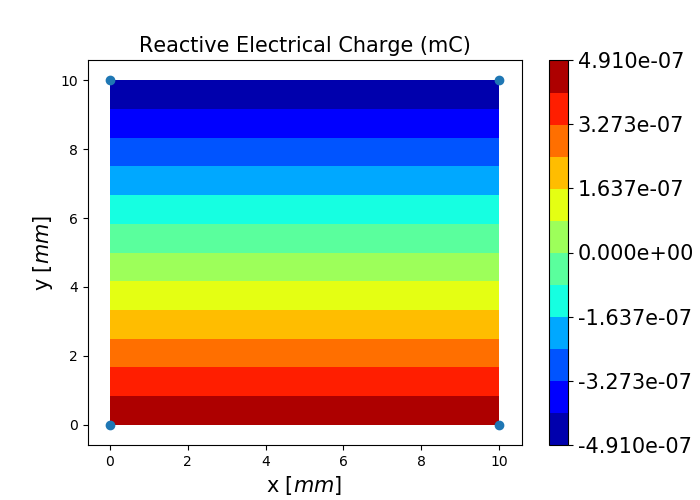 Reactive Electrical Charge (mC)
10
8
6
4
2
0
y [mm]
0 2 4 6 8 10
x [mm]
4.910e-07
3.273e-07
1.637e-07
0.000e+00
-1.637e-07
-3.273e-07
-4.910e-07